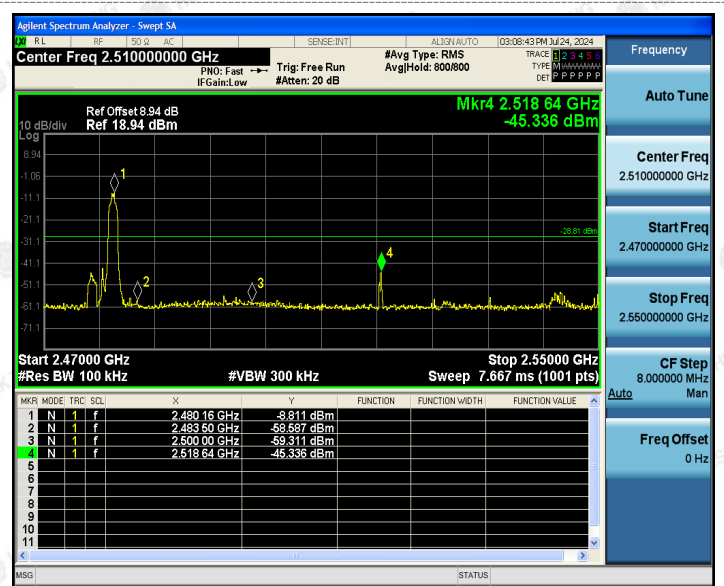 Agilent Spectrum Analyzer - Swept SA
LXI RL RF 50 Ω AC SENSE:INT ALIGN AUTO 03:08:43 PM Jul 24, 2024
Center Freq 2.510000000 GHz
PNO: Fast
IFGain:Low
Trig: Free Run
#Atten: 20 dB
#Avg Type: RMS
Avg|Hold: 800/800
TRACE 1 2 3 4 5 6
TYPE M WWWWW
DET P P P P P P
Mkr4 2.518 64 GHz
-45.336 dBm
Ref Offset 8.94 dB
10 dB/div Ref 18.94 dBm
Log
8.94
-1.06
-11.1
-21.1
-31.1
-41.1
-51.1
-61.1
-71.1
1
2
3
4
-28.81 dBm
Start 2.47000 GHz Stop 2.55000 GHz
#Res BW 100 kHz #VBW 300 kHz Sweep 7.667 ms (1001 pts)
MKR MODE TRC SCL X Y FUNCTION FUNCTION WIDTH FUNCTION VALUE
1 N 1 f 2.480 16 GHz -8.811 dBm
2 N 1 f 2.483 50 GHz -58.587 dBm
3 N 1 f 2.500 00 GHz -59.311 dBm
4 N 1 f 2.518 64 GHz -45.336 dBm
5
6
7
8
9
10
11
MSG STATUS
Frequency
Auto Tune
Center Freq
2.510000000 GHz
Start Freq
2.470000000 GHz
Stop Freq
2.550000000 GHz
CF Step
8.000000 MHz
Auto Man
Freq Offset
0 Hz